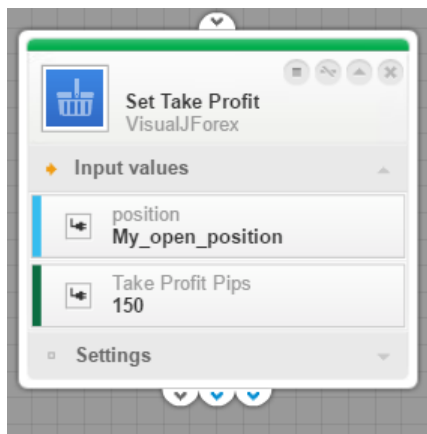 Set Take Profit
VisualJForex
Input values
position
My_open_position
Take Profit Pips
150
Settings